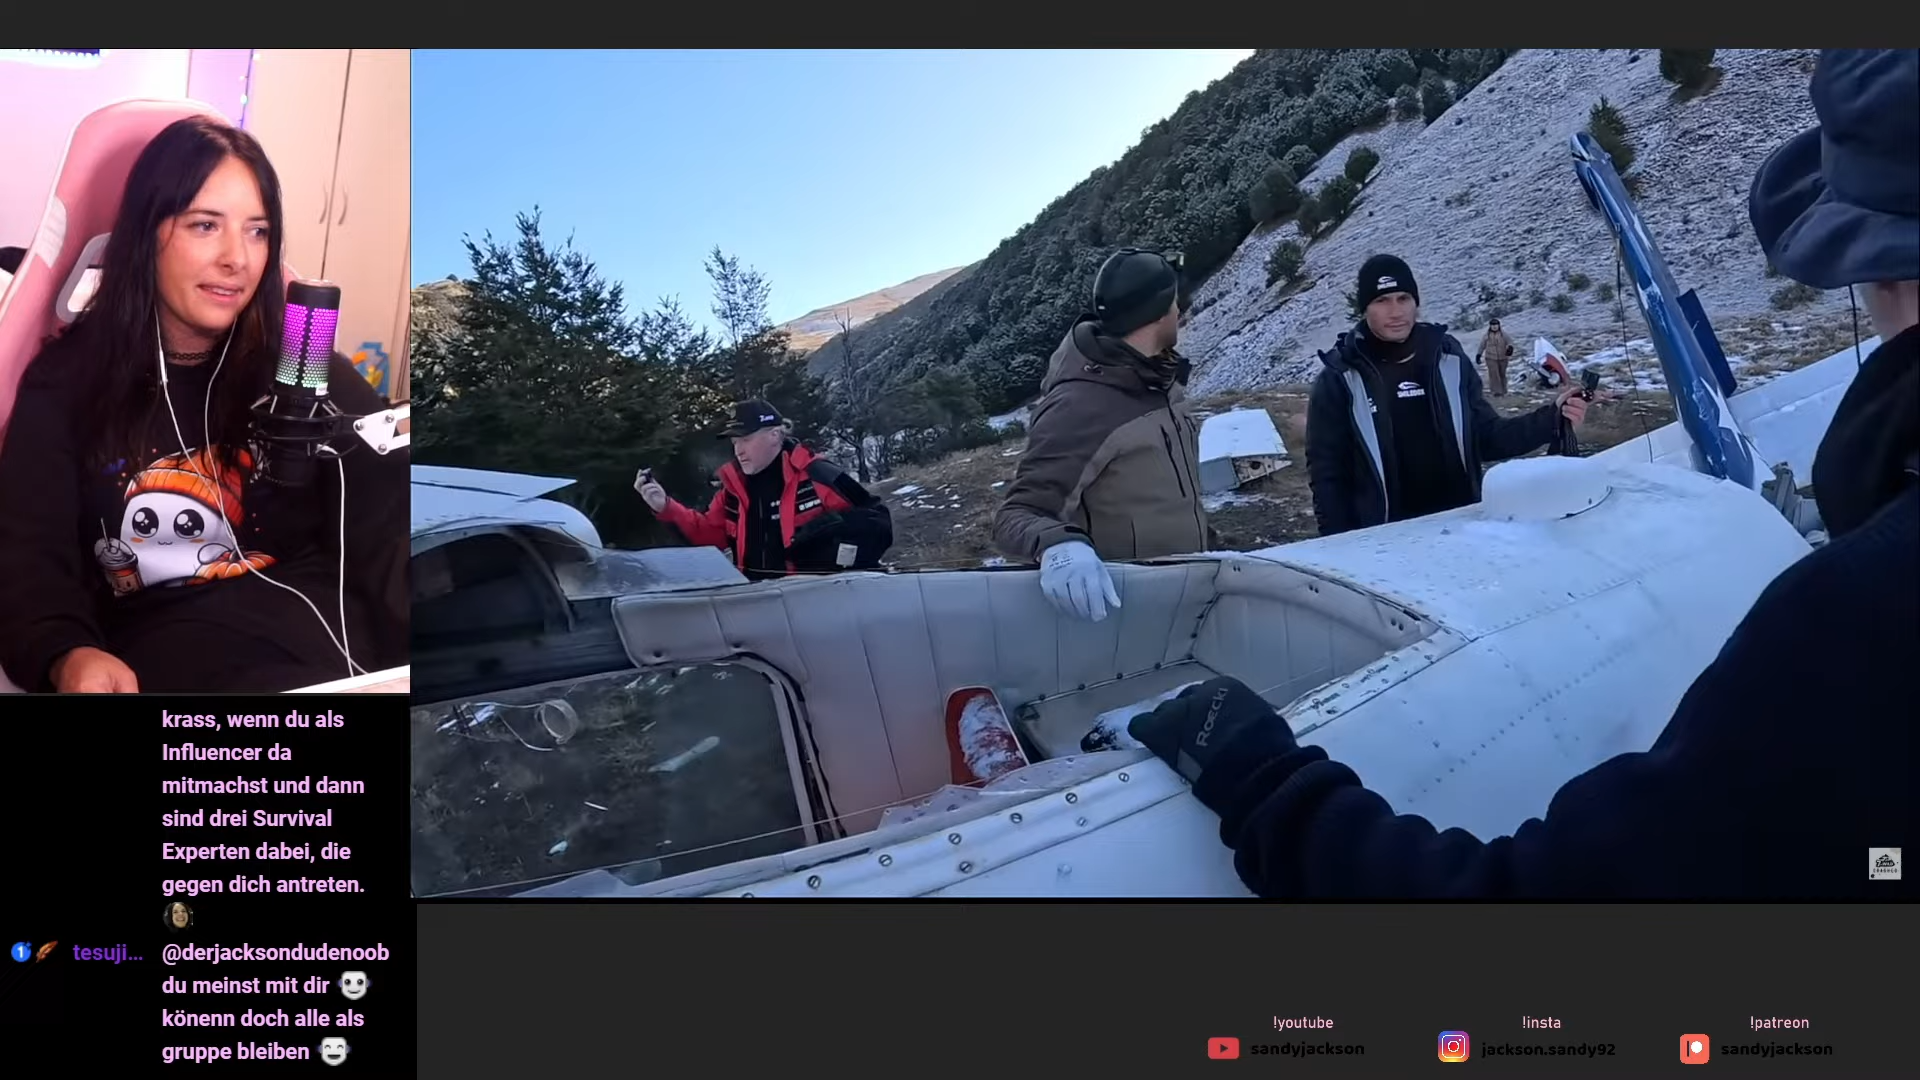 krass, wenn du als
Influencer da
mitmachst und dann
sind drei Survival
Experten dabei, die
gegen dich antreten.
tesuji... @derjacksondudenoob
du meinst mit dir
könenn doch alle als
gruppe bleiben
Roeckl
!youtube
sandyjackson
!insta
jackson.sandy92
!patreon
sandyjackson